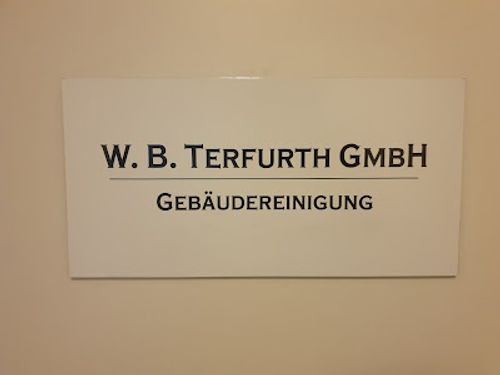 W. B. Terfurth GmbH
Gebäudereinigung